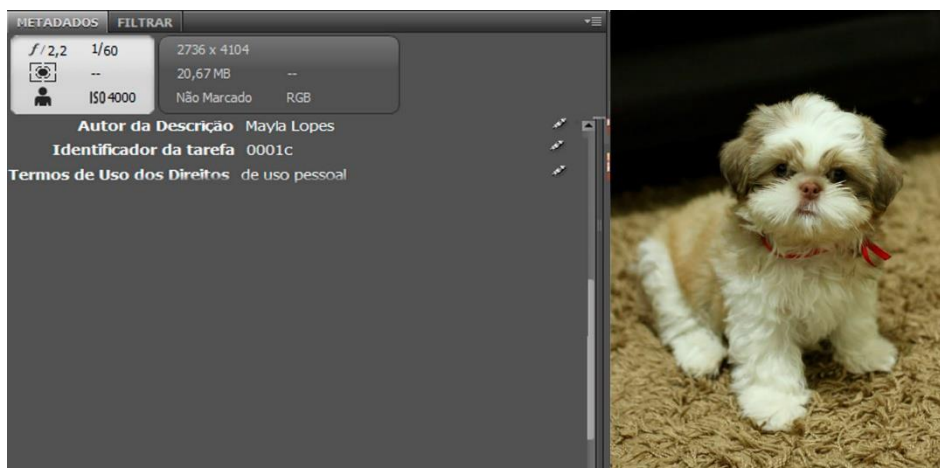 METADADOS FILTRAR
f/2,2 1/60
--
ISO 4000
2736 x 4104
20,67 MB --
Não Marcado RGB
Autor da Descrição Mayla Lopes
Identificador da tarefa 0001c
Termos de Uso dos Direitos de uso pessoal